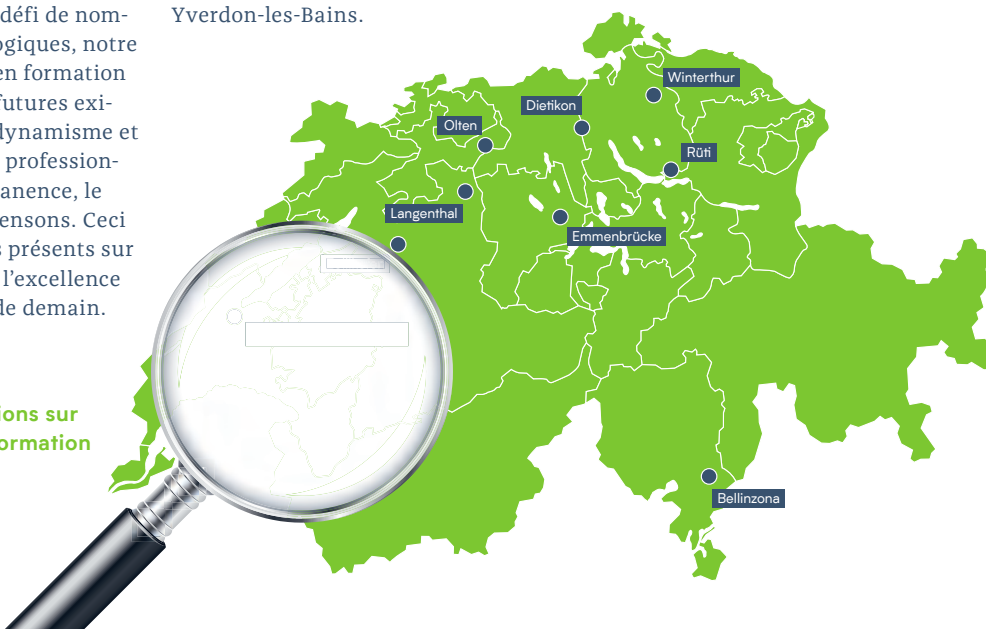 défi de nom-
ogiques, notre
en formation
futures exi-
dynamisme et
profession-
anence, le
ensons. Ceci
s présents sur
l’excellence
de demain.
ions sur
ormation
Yverdon-les-Bains.
Winterthur
Dietikon
Olten
Rüti
Langenthal
Emmenbrücke
Bellinzona